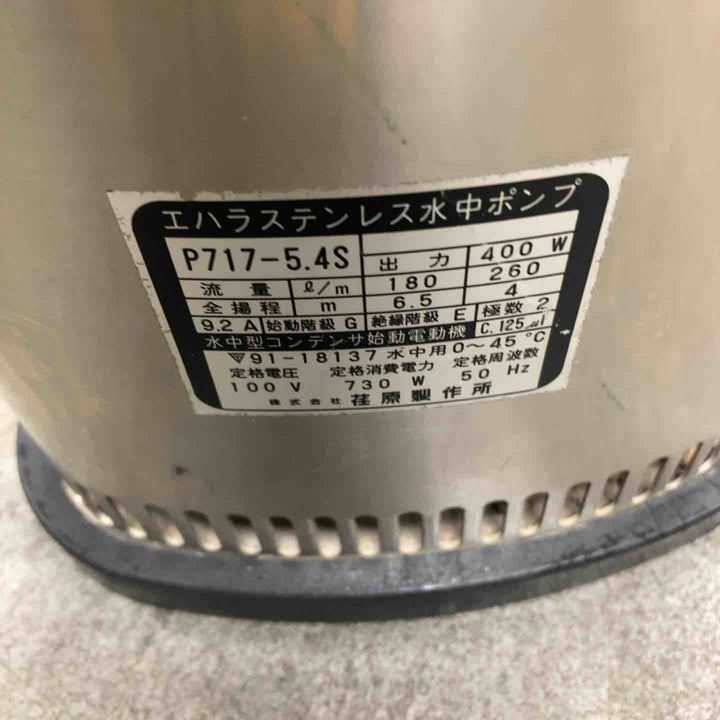 エハラステンレス水中ポンプ
P717-5.4S 出力 400 W
流量 ℓ/m 180 260
全揚程 m 6.5 4
9.2 A 始動階級 G 絶縁階級 E 極数 2
水中型コンデンサ始動電動機 C.125㎌
91-18137 水中用0～45℃
定格電圧 定格消費電力 定格周波数
100 V 730 W 50 Hz
株式会社 荏原製作所